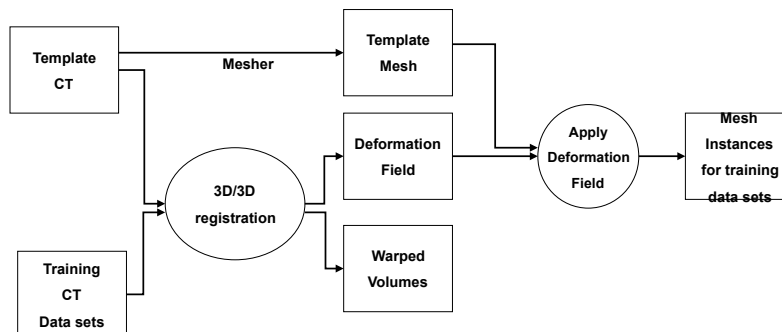 Template
CT
Mesher
Template
Mesh
Deformation
Field
Apply
Deformation
Field
Mesh
Instances
for training
data sets
3D/3D
registration
Warped
Volumes
Training
CT
Data sets